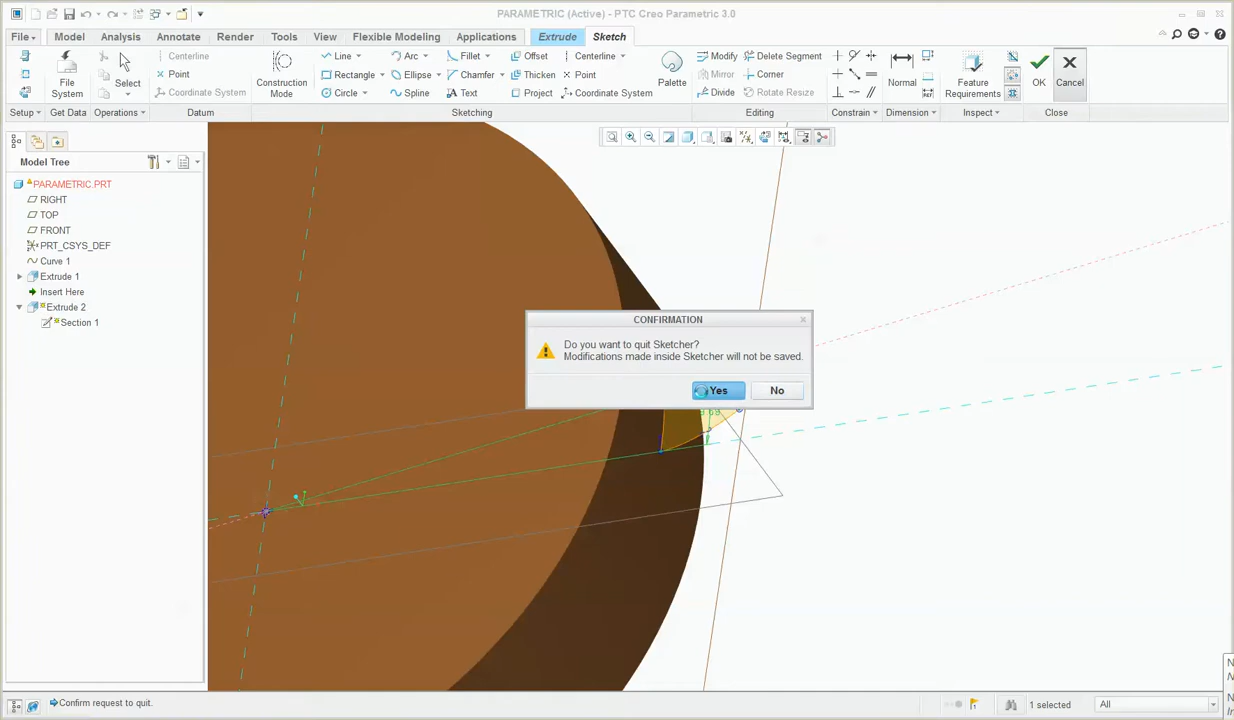 PARAMETRIC (Active) - PTC Creo Parametric 3.0
File Model Analysis Annotate Render Tools View Flexible Modeling Applications Extrude Sketch
Centerline Line Arc Fillet Offset Centerline Modify Delete Segment
File System Select Point Construction Mode Rectangle Ellipse Chamfer Thicken Point Palette Mirror Corner Normal Feature Requirements OK Cancel
Coordinate System Circle Spline Text Project Coordinate System Divide Rotate Resize
Setup Get Data Operations Datum Sketching Editing Constrain Dimension Inspect Close
Model Tree
PARAMETRIC.PRT
RIGHT
TOP
FRONT
PRT_CSYS_DEF
Curve 1
Extrude 1
Insert Here
Extrude 2
Section 1
CONFIRMATION
Do you want to quit Sketcher?
Modifications made inside Sketcher will not be saved.
Yes No
V
Confirm request to quit.
1 selected
All